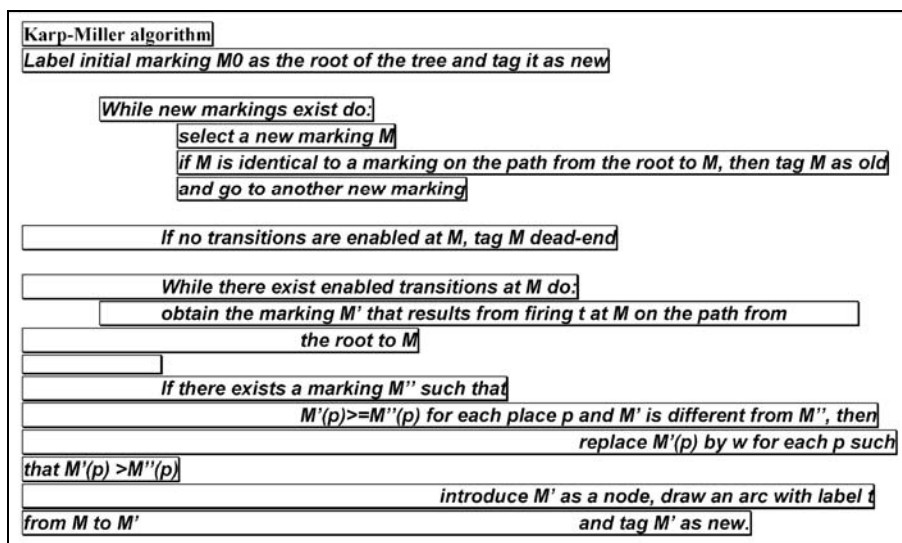 Karp-Miller algorithm
Label initial marking M0 as the root of the tree and tag it as new
While new markings exist do:
select a new marking M
if M is identical to a marking on the path from the root to M, then tag M as old
and go to another new marking
If no transitions are enabled at M, tag M dead-end
While there exist enabled transitions at M do:
obtain the marking M' that results from firing t at M on the path from
the root to M
If there exists a marking M'' such that
M'(p)>=M''(p) for each place p and M' is different from M'', then
replace M'(p) by w for each p such
that M'(p) >M''(p)
introduce M' as a node, draw an arc with label t
from M to M' and tag M' as new.